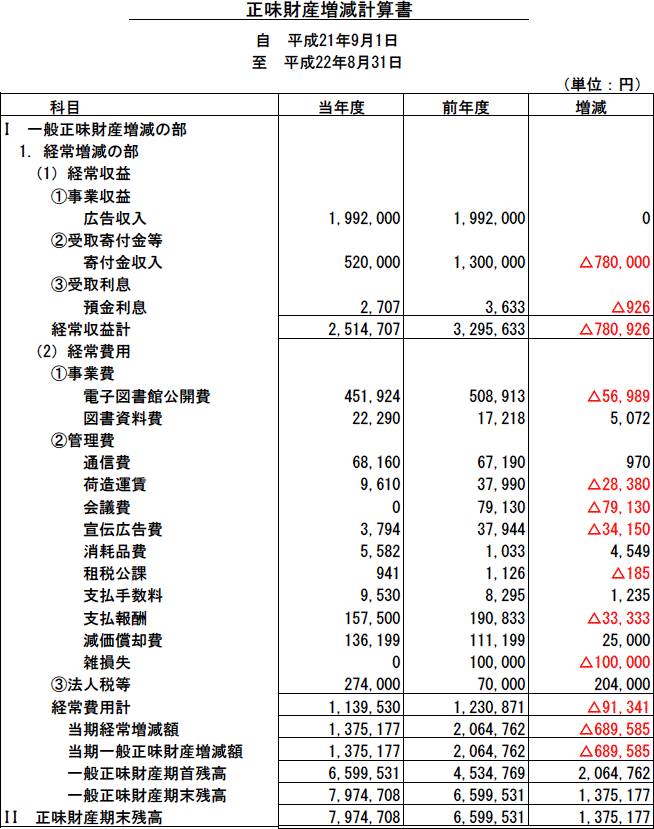 正味財産増減計算書
自 平成21年9月1日
至 平成22年8月31日
（単位：円）
科目 当年度 前年度 増減
Ⅰ 一般正味財産増減の部
1. 経常増減の部
(1) 経常収益
①事業収益
広告収入 1,992,000 1,992,000 0
②受取寄付金等
寄付金収入 520,000 1,300,000 △780,000
③受取利息
預金利息 2,707 3,633 △926
経常収益計 2,514,707 3,295,633 △780,926
(2) 経常費用
①事業費
電子図書館公開費 451,924 508,913 △56,989
図書資料費 22,290 17,218 5,072
②管理費
通信費 68,160 67,190 970
荷造運賃 9,610 37,990 △28,380
会議費 0 79,130 △79,130
宣伝広告費 3,794 37,944 △34,150
消耗品費 5,582 1,033 4,549
租税公課 941 1,126 △185
支払手数料 9,530 8,295 1,235
支払報酬 157,500 190,833 △33,333
減価償却費 136,199 111,199 25,000
雑損失 0 100,000 △100,000
③法人税等 274,000 70,000 204,000
経常費用計 1,139,530 1,230,871 △91,341
当期経常増減額 1,375,177 2,064,762 △689,585
当期一般正味財産増減額 1,375,177 2,064,762 △689,585
一般正味財産期首残高 6,599,531 4,534,769 2,064,762
一般正味財産期末残高 7,974,708 6,599,531 1,375,177
II 正味財産期末残高 7,974,708 6,599,531 1,375,177